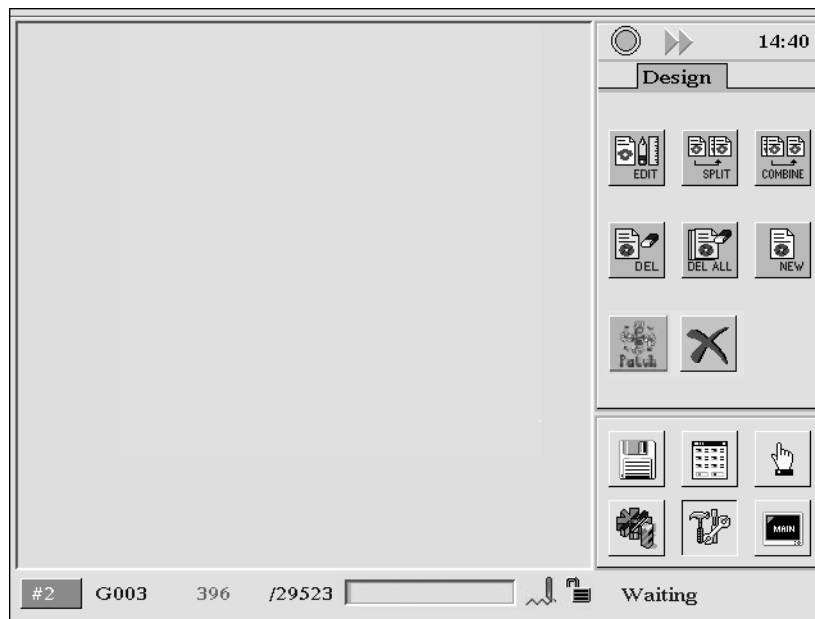 14:40
Design
EDIT
SPLIT
COMBINE
DEL
DEL ALL
NEW
Patch
MAIN
#2 G003 396 /29523 Waiting